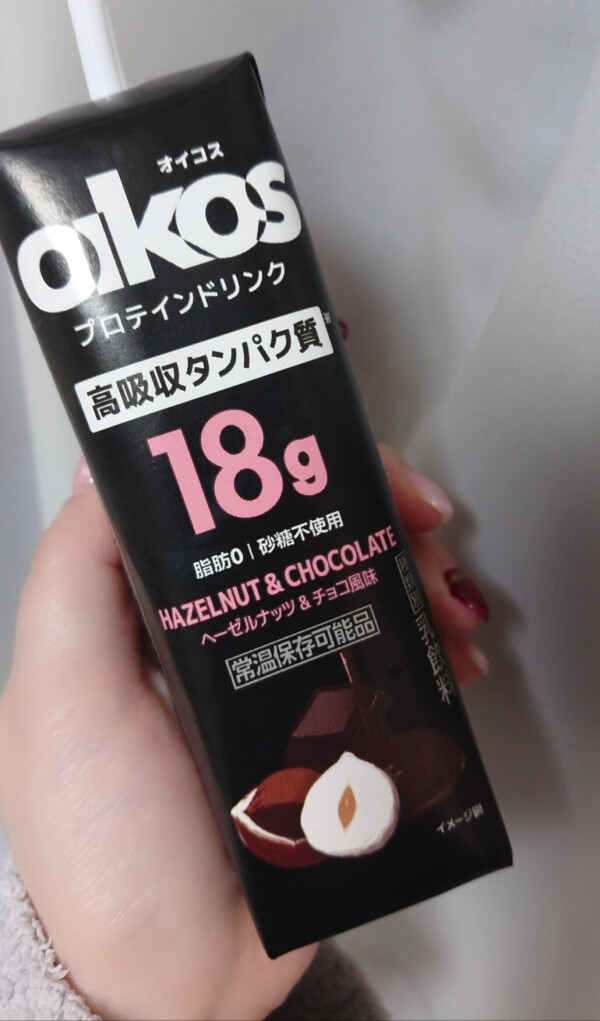 オイコス
oikos
プロテインドリンク
高吸収タンパク質※
18g
脂肪0 | 砂糖不使用
HAZELNUT & CHOCOLATE
ヘーゼルナッツ & チョコ風味
常温保存可能品
乳飲料
イメージ